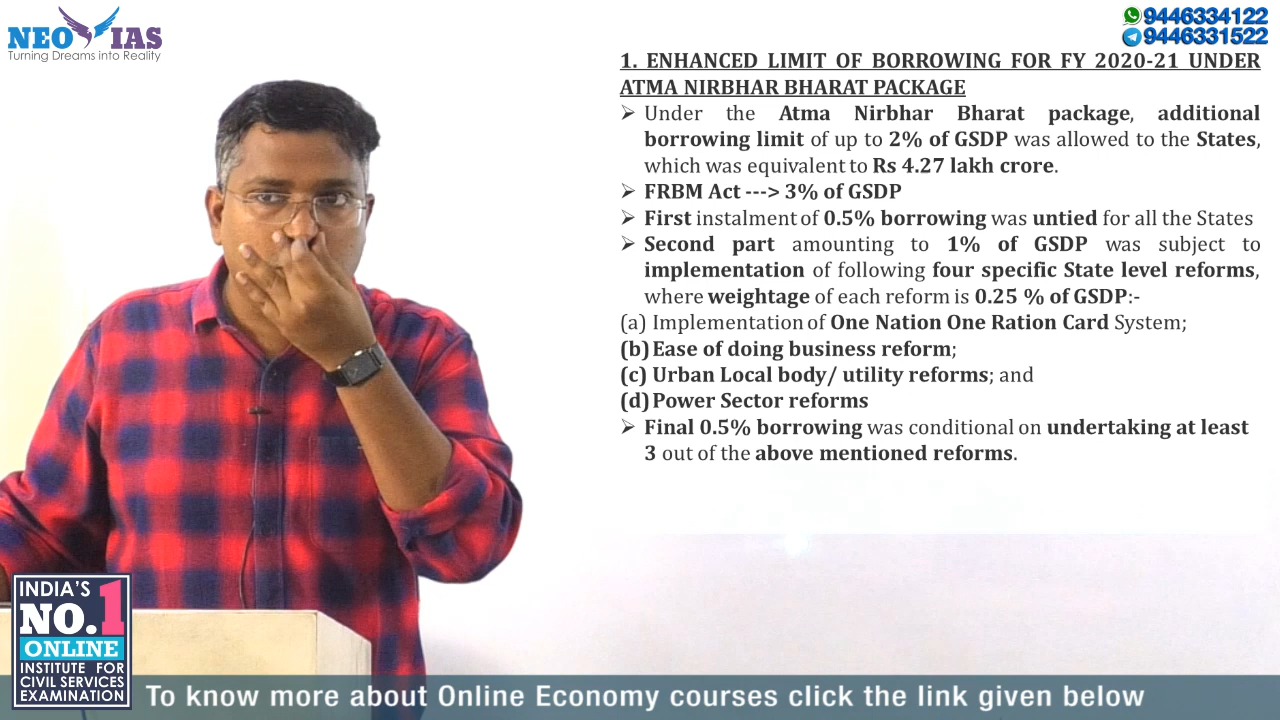 NEO IAS
Turning Dreams into Reality
9446334122
9446331522
1. ENHANCED LIMIT OF BORROWING FOR FY 2020-21 UNDER
ATMA NIRBHAR BHARAT PACKAGE
➢ Under the Atma Nirbhar Bharat package, additional
borrowing limit of up to 2% of GSDP was allowed to the States,
which was equivalent to Rs 4.27 lakh crore.
➢ FRBM Act ---> 3% of GSDP
➢ First instalment of 0.5% borrowing was untied for all the States
➢ Second part amounting to 1% of GSDP was subject to
implementation of following four specific State level reforms,
where weightage of each reform is 0.25 % of GSDP:-
(a) Implementation of One Nation One Ration Card System;
(b) Ease of doing business reform;
(c) Urban Local body/ utility reforms; and
(d) Power Sector reforms
➢ Final 0.5% borrowing was conditional on undertaking at least
3 out of the above mentioned reforms.
INDIA'S
NO.1
ONLINE
INSTITUTE FOR
CIVIL SERVICES
EXAMINATION
To know more about Online Economy courses click the link given below